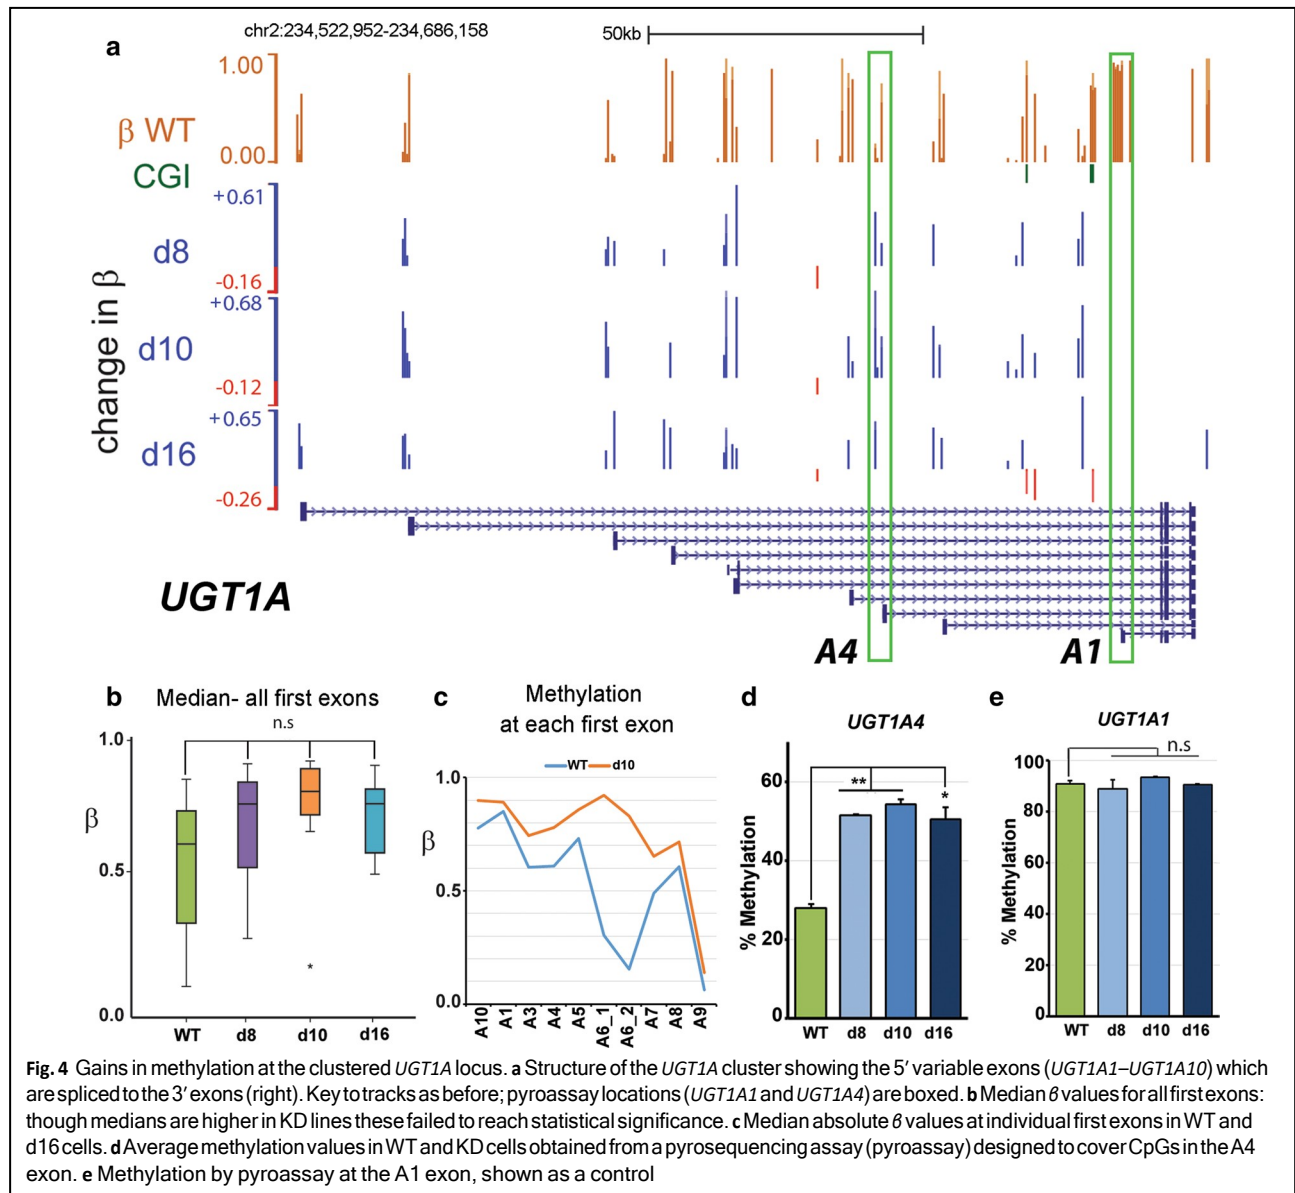 chr2:234,522,952-234,686,158
50kb
a
1.00
β WT
0.00
CGI
+0.61
d8
-0.16
change in β
+0.68
d10
-0.12
+0.65
d16
-0.26
UGT1A
A4
A1
b
Median- all first exons
n.s
1.0
β
0.5
0.0
WT
d8
d10
d16
*
c
Methylation
at each first exon
WT
d10
1.0
β
0.5
0.0
A10
A1
A3
A4
A5
A6_1
A6_2
A7
A8
A9
d
UGT1A4
% Methylation
60
40
20
0
**
*
WT
d8
d10
d16
e
UGT1A1
n.s
% Methylation
100
80
60
40
20
0
WT
d8
d10
d16
Fig. 4 Gains in methylation at the clustered UGT1A locus. a Structure of the UGT1A cluster showing the 5′ variable exons (UGT1A1–UGT1A10) which
are spliced to the 3′ exons (right). Key to tracks as before; pyroassay locations (UGT1A1 and UGT1A4) are boxed. b Median β values for all first exons:
though medians are higher in KD lines these failed to reach statistical significance. c Median absolute β values at individual first exons in WT and
d16 cells. d Average methylation values in WT and KD cells obtained from a pyrosequencing assay (pyroassay) designed to cover CpGs in the A4
exon. e Methylation by pyroassay at the A1 exon, shown as a control